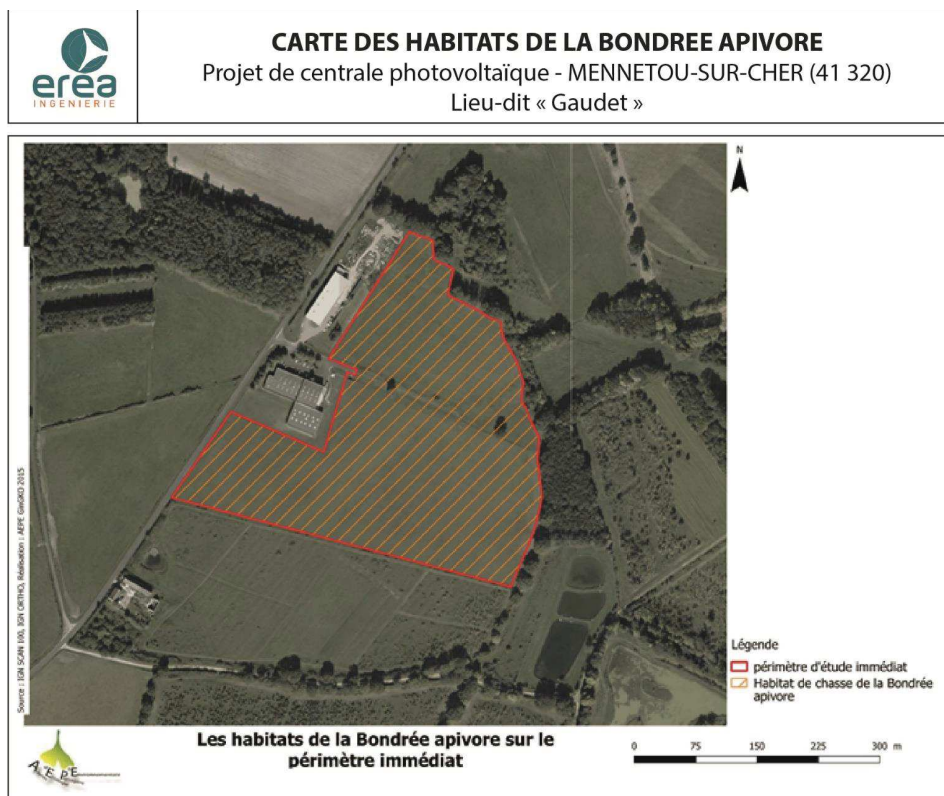 erea
INGENIERIE
CARTE DES HABITATS DE LA BONDREE APIVORE
Projet de centrale photovoltaïque - MENNETOU-SUR-CHER (41 320)
Lieu-dit « Gaudet »
N
Source : IGN SCAN 100, IGN ORTHO, Réalisation : AEPE GinGKO 2015
Légende
périmètre d'étude immédiat
Habitat de chasse de la Bondrée
apivore
Les habitats de la Bondrée apivore sur le
périmètre immédiat
0 75 150 225 300 m
A E P E